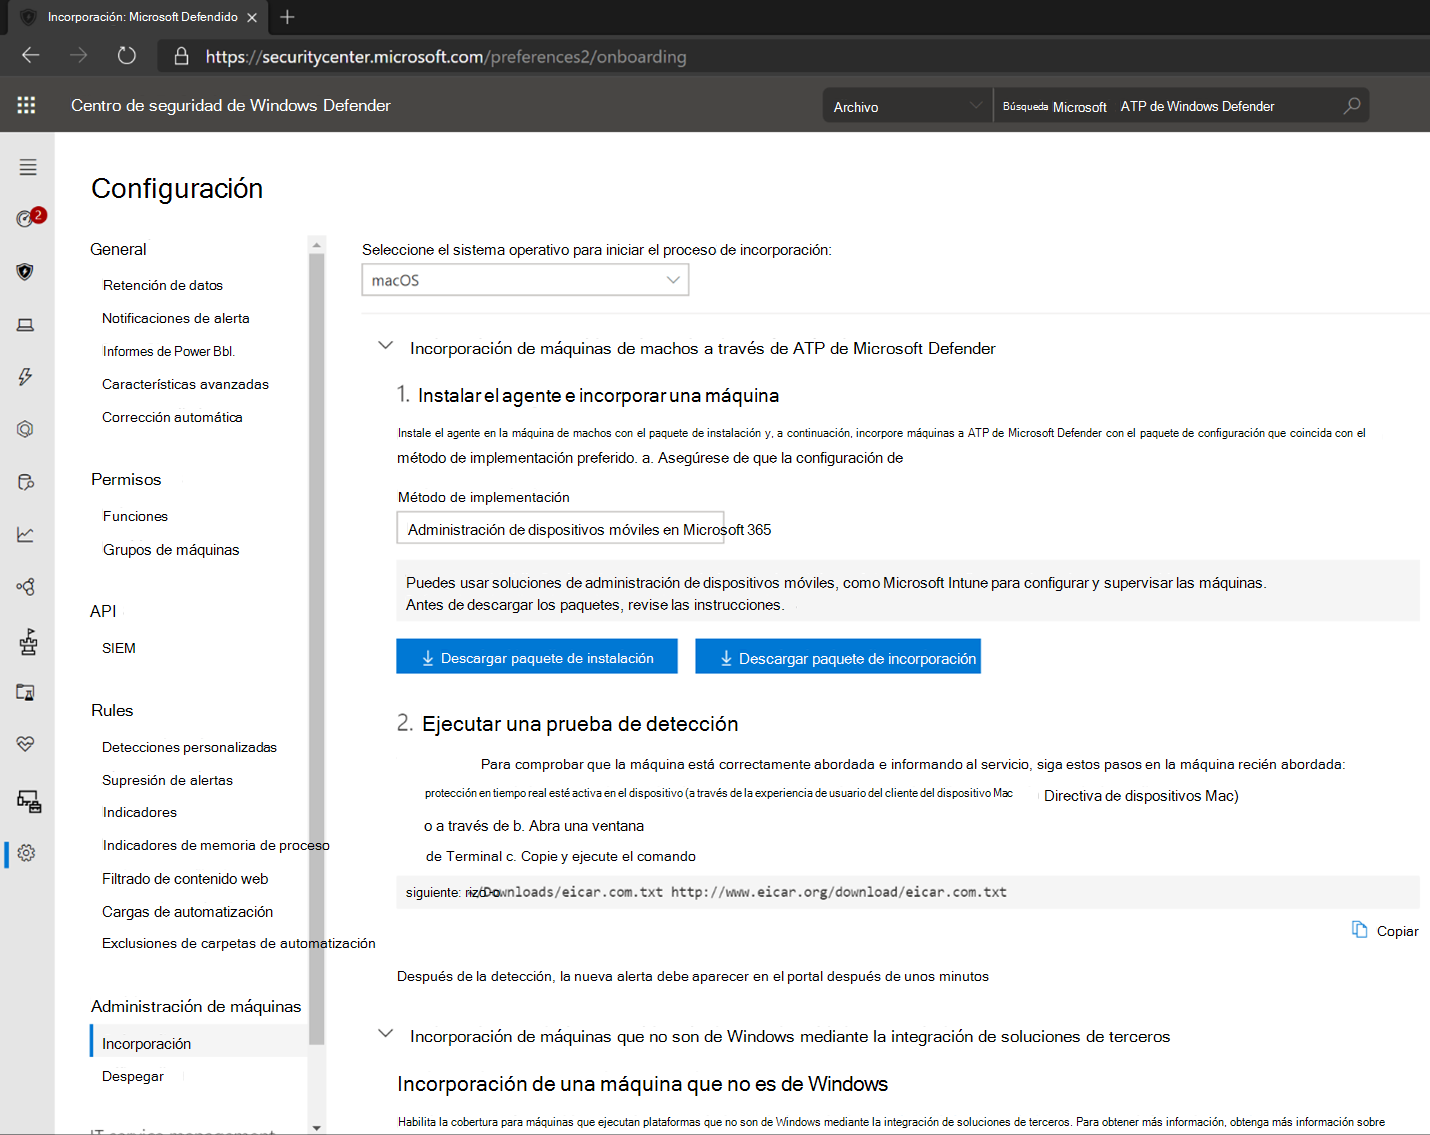 Incorporación: Microsoft Defendido
https://securitycenter.microsoft.com/preferences2/onboarding
Centro de seguridad de Windows Defender
Archivo
Búsqueda Microsoft ATP de Windows Defender
2
Configuración
General
Retención de datos
Notificaciones de alerta
Informes de Power Bbl.
Características avanzadas
Corrección automática
Permisos
Funciones
Grupos de máquinas
API
SIEM
Rules
Detecciones personalizadas
Supresión de alertas
Indicadores
Indicadores de memoria de proceso
Filtrado de contenido web
Cargas de automatización
Exclusiones de carpetas de automatización
Administración de máquinas
Incorporación
Despegar
IT service management
Seleccione el sistema operativo para iniciar el proceso de incorporación:
macOS
Incorporación de máquinas de machos a través de ATP de Microsoft Defender
1. Instalar el agente e incorporar una máquina
Instale el agente en la máquina de machos con el paquete de instalación y, a continuación, incorpore máquinas a ATP de Microsoft Defender con el paquete de configuración que coincida con el
método de implementación preferido. a. Asegúrese de que la configuración de
Método de implementación
Administración de dispositivos móviles en Microsoft 365
Puedes usar soluciones de administración de dispositivos móviles, como Microsoft Intune para configurar y supervisar las máquinas.
Antes de descargar los paquetes, revise las instrucciones.
Descargar paquete de instalación
Descargar paquete de incorporación
2. Ejecutar una prueba de detección
Para comprobar que la máquina está correctamente abordada e informando al servicio, siga estos pasos en la máquina recién abordada:
protección en tiempo real esté activa en el dispositivo (a través de la experiencia de usuario del cliente del dispositivo Mac Directiva de dispositivos Mac)
o a través de b. Abra una ventana
de Terminal c. Copie y ejecute el comando
siguiente: /Downloads/eicar.com.txt http://www.eicar.org/download/eicar.com.txt
Copiar
Después de la detección, la nueva alerta debe aparecer en el portal después de unos minutos
Incorporación de máquinas que no son de Windows mediante la integración de soluciones de terceros
Incorporación de una máquina que no es de Windows
Habilita la cobertura para máquinas que ejecutan plataformas que no son de Windows mediante la integración de soluciones de terceros. Para obtener más información, obtenga más información sobre